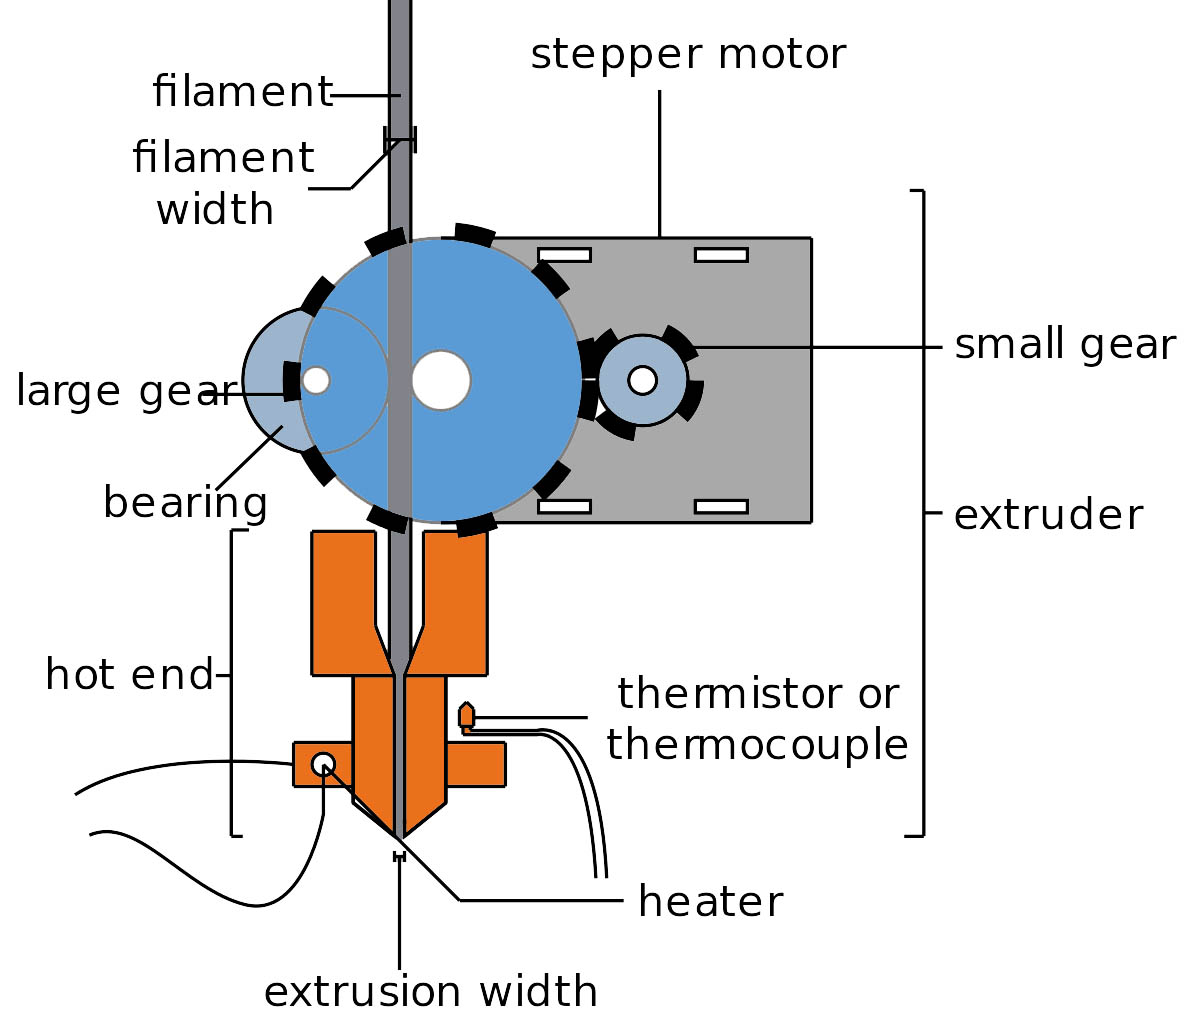 stepper motor
filament
filament
width
small gear
large gear
bearing
extruder
hot end
thermistor or
thermocouple
heater
extrusion width